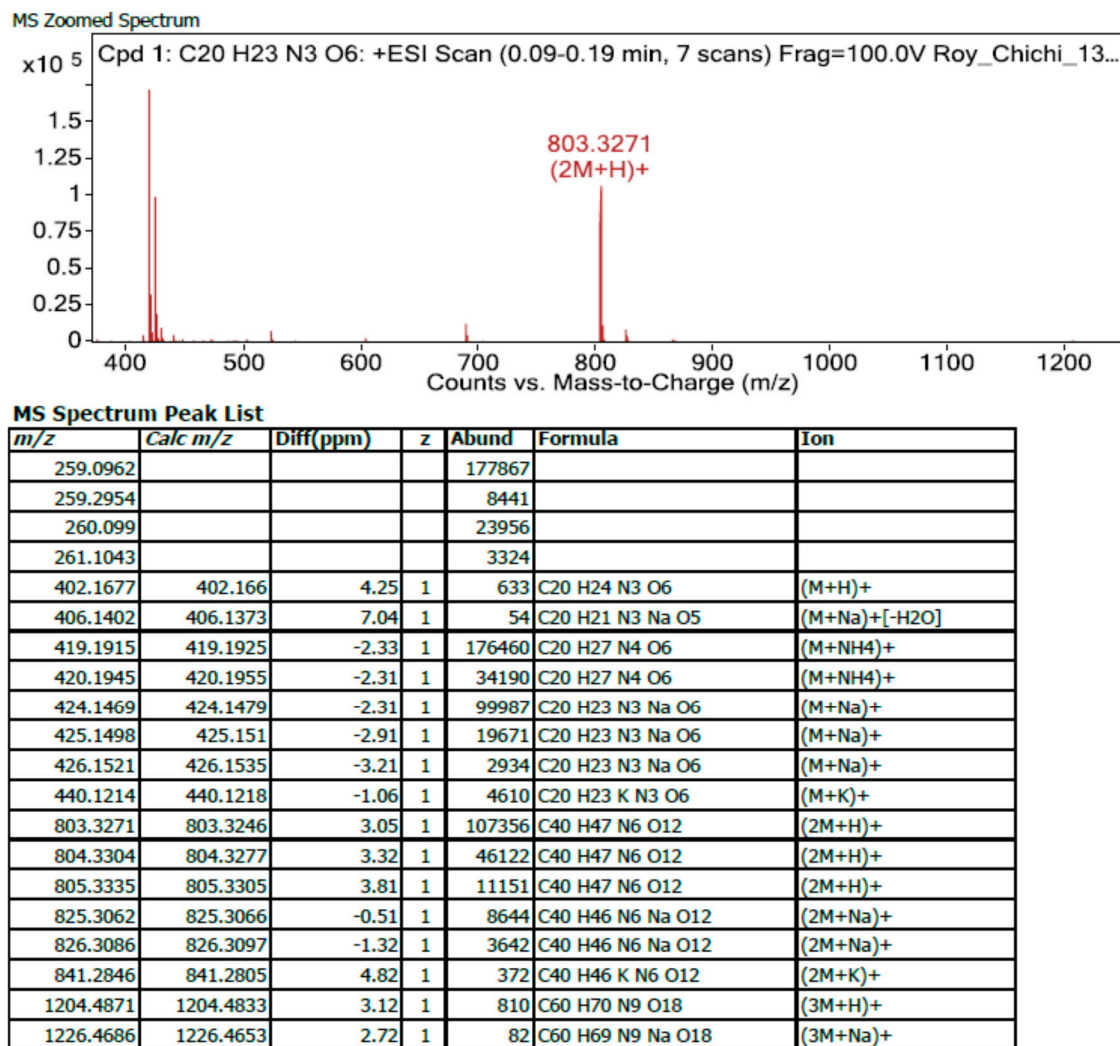 MS Zoomed Spectrum
x10 5 Cpd 1: C20 H23 N3 O6: +ESI Scan (0.09-0.19 min, 7 scans) Frag=100.0V Roy_Chichi_13...
1.5
1.25
1
0.75
0.5
0.25
0
803.3271
(2M+H)+
400 500 600 700 800 900 1000 1100 1200
Counts vs. Mass-to-Charge (m/z)
MS Spectrum Peak List
m/z Calc m/z Diff(ppm) z Abund Formula Ion
259.0962 177867
259.2954 8441
260.099 23956
261.1043 3324
402.1677 402.166 4.25 1 633 C20 H24 N3 O6 (M+H)+
406.1402 406.1373 7.04 1 54 C20 H21 N3 Na O5 (M+Na)+[-H2O]
419.1915 419.1925 -2.33 1 176460 C20 H27 N4 O6 (M+NH4)+
420.1945 420.1955 -2.31 1 34190 C20 H27 N4 O6 (M+NH4)+
424.1469 424.1479 -2.31 1 99987 C20 H23 N3 Na O6 (M+Na)+
425.1498 425.151 -2.91 1 19671 C20 H23 N3 Na O6 (M+Na)+
426.1521 426.1535 -3.21 1 2934 C20 H23 N3 Na O6 (M+Na)+
440.1214 440.1218 -1.06 1 4610 C20 H23 K N3 O6 (M+K)+
803.3271 803.3246 3.05 1 107356 C40 H47 N6 O12 (2M+H)+
804.3304 804.3277 3.32 1 46122 C40 H47 N6 O12 (2M+H)+
805.3335 805.3305 3.81 1 11151 C40 H47 N6 O12 (2M+H)+
825.3062 825.3066 -0.51 1 8644 C40 H46 N6 Na O12 (2M+Na)+
826.3086 826.3097 -1.32 1 3642 C40 H46 N6 Na O12 (2M+Na)+
841.2846 841.2805 4.82 1 372 C40 H46 K N6 O12 (2M+K)+
1204.4871 1204.4833 3.12 1 810 C60 H70 N9 O18 (3M+H)+
1226.4686 1226.4653 2.72 1 82 C60 H69 N9 Na O18 (3M+Na)+